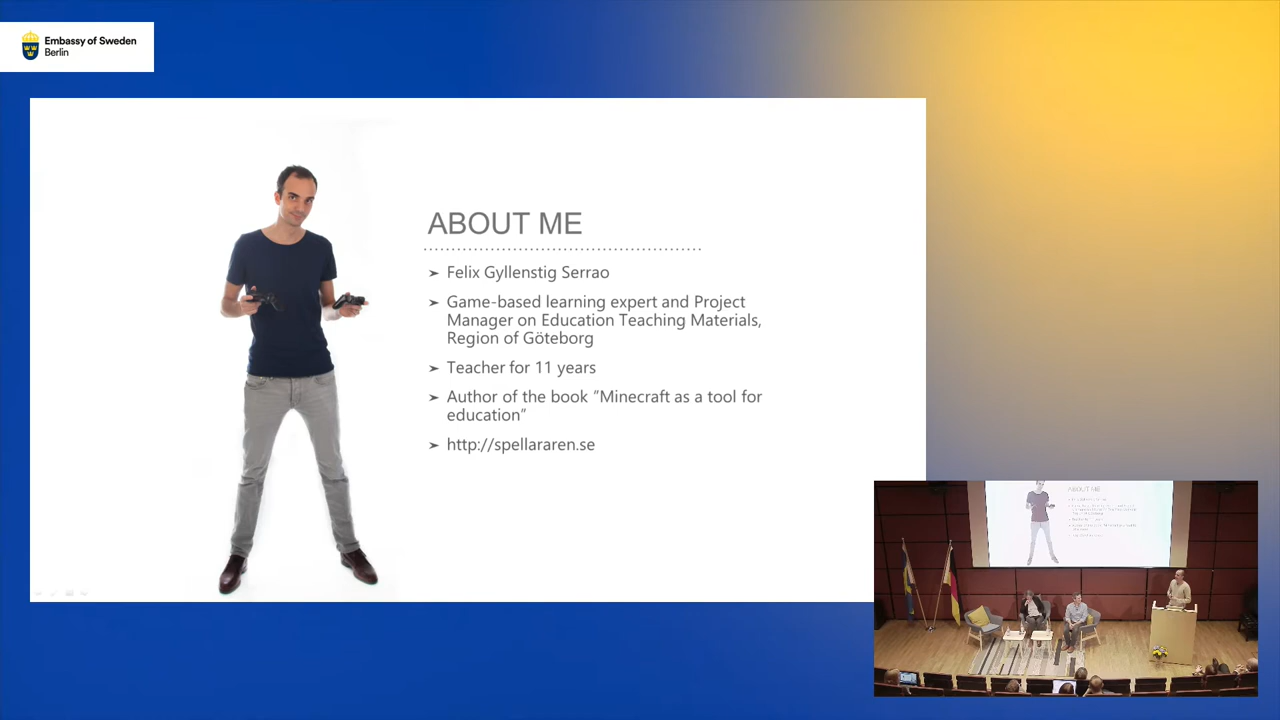 Embassy of Sweden
Berlin
ABOUT ME
➤ Felix Gyllenstig Serrao
➤ Game-based learning expert and Project
Manager on Education Teaching Materials,
Region of Göteborg
➤ Teacher for 11 years
➤ Author of the book ”Minecraft as a tool for
education”
➤ http://spellararen.se
ABOUT ME